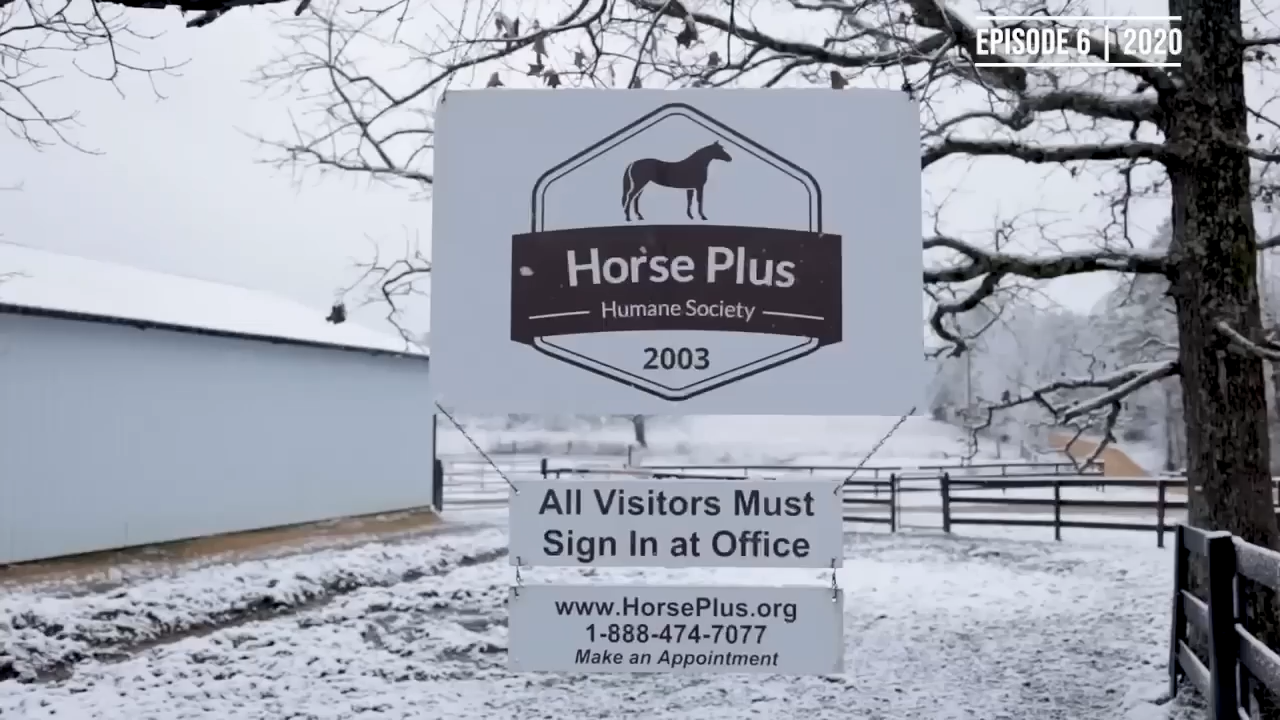 EPISODE 6 | 2020
Horse Plus
Humane Society
2003
All Visitors Must
Sign In at Office
www.HorsePlus.org
1-888-474-7077
Make an Appointment